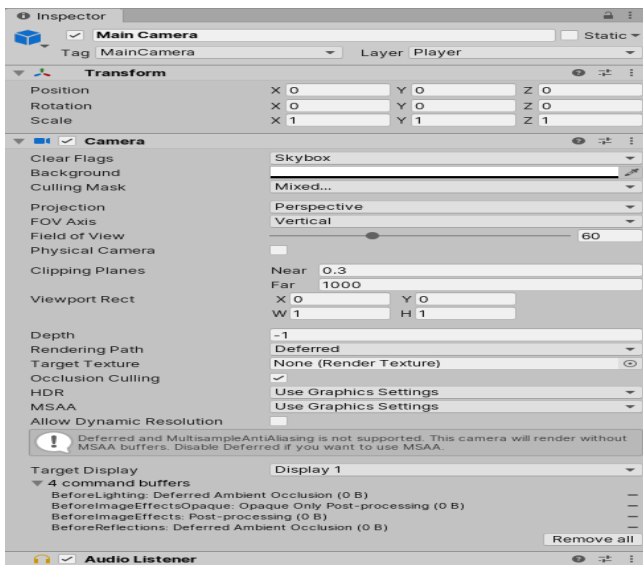 Inspector
Main Camera Static
Tag MainCamera Layer Player
Transform
Position X 0 Y 0 Z 0
Rotation X 0 Y 0 Z 0
Scale X 1 Y 1 Z 1
Camera
Clear Flags Skybox
Background
Culling Mask Mixed...
Projection Perspective
FOV Axis Vertical
Field of View 60
Physical Camera
Clipping Planes Near 0.3
Far 1000
Viewport Rect X 0 Y 0
W 1 H 1
Depth -1
Rendering Path Deferred
Target Texture None (Render Texture)
Occlusion Culling
HDR Use Graphics Settings
MSAA Use Graphics Settings
Allow Dynamic Resolution
Deferred and MultisampleAntiAliasing is not supported. This camera will render without
MSAA buffers. Disable Deferred if you want to use MSAA.
Target Display Display 1
4 command buffers
BeforeLighting: Deferred Ambient Occlusion (0 B)
BeforeImageEffectsOpaque: Opaque Only Post-processing (0 B)
BeforeImageEffects: Post-processing (0 B)
BeforeReflections: Deferred Ambient Occlusion (0 B)
Remove all
Audio Listener